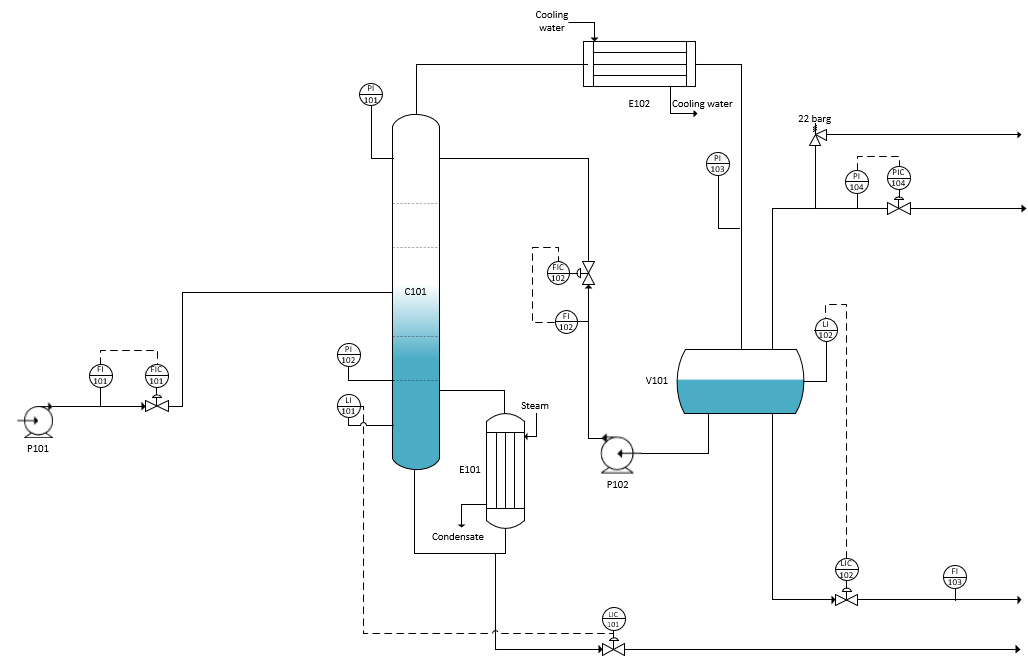 Cooling
water
E102
Cooling water
PI
101
22 barg
PI
103
PI
104
PIC
104
C101
FIC
102
FI
102
LI
102
PI
102
FI
101
FIC
101
V101
LI
101
Steam
P101
E101
P102
Condensate
LIC
102
FI
103
LIC
101